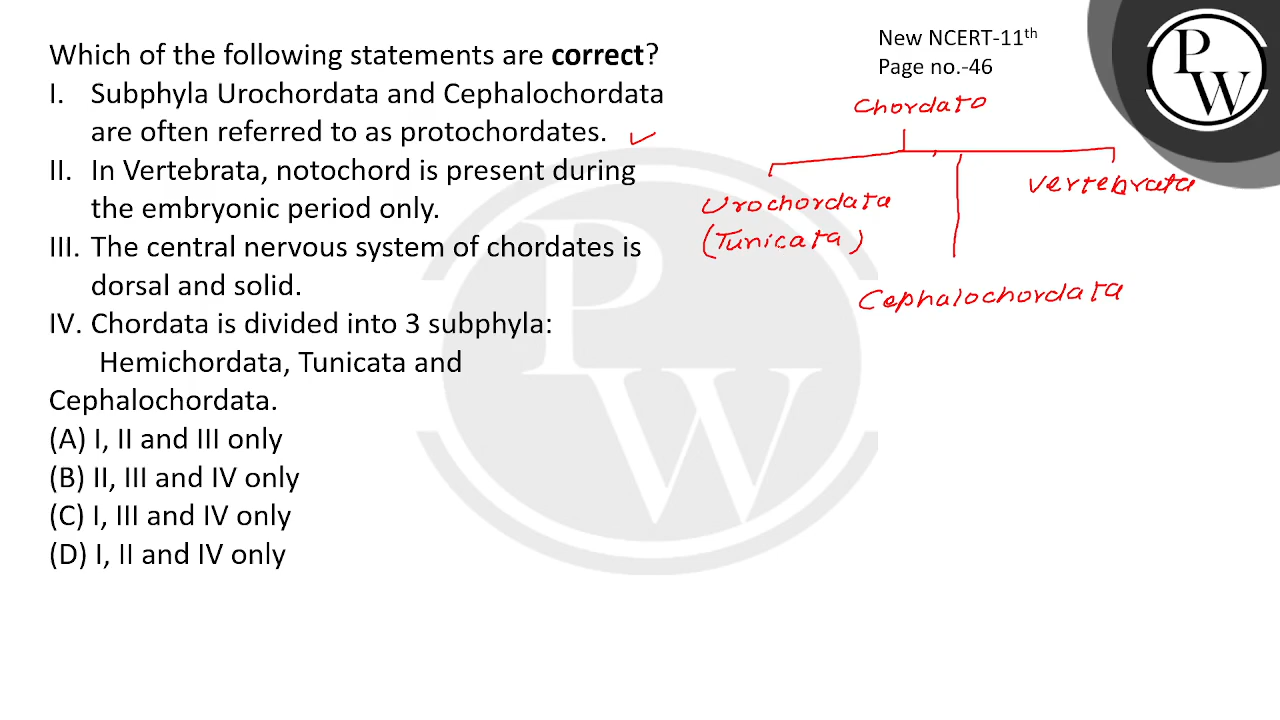 Which of the following statements are correct?
I. Subphyla Urochordata and Cephalochordata
are often referred to as protochordates.
II. In Vertebrata, notochord is present during
the embryonic period only.
III. The central nervous system of chordates is
dorsal and solid.
IV. Chordata is divided into 3 subphyla:
Hemichordata, Tunicata and
Cephalochordata.
(A) I, II and III only
(B) II, III and IV only
(C) I, III and IV only
(D) I, II and IV only
New NCERT-11th
Page no.-46
Chordata
Urochordata
(Tunicata)
Cephalochordata
Vertebrata
PW
PW